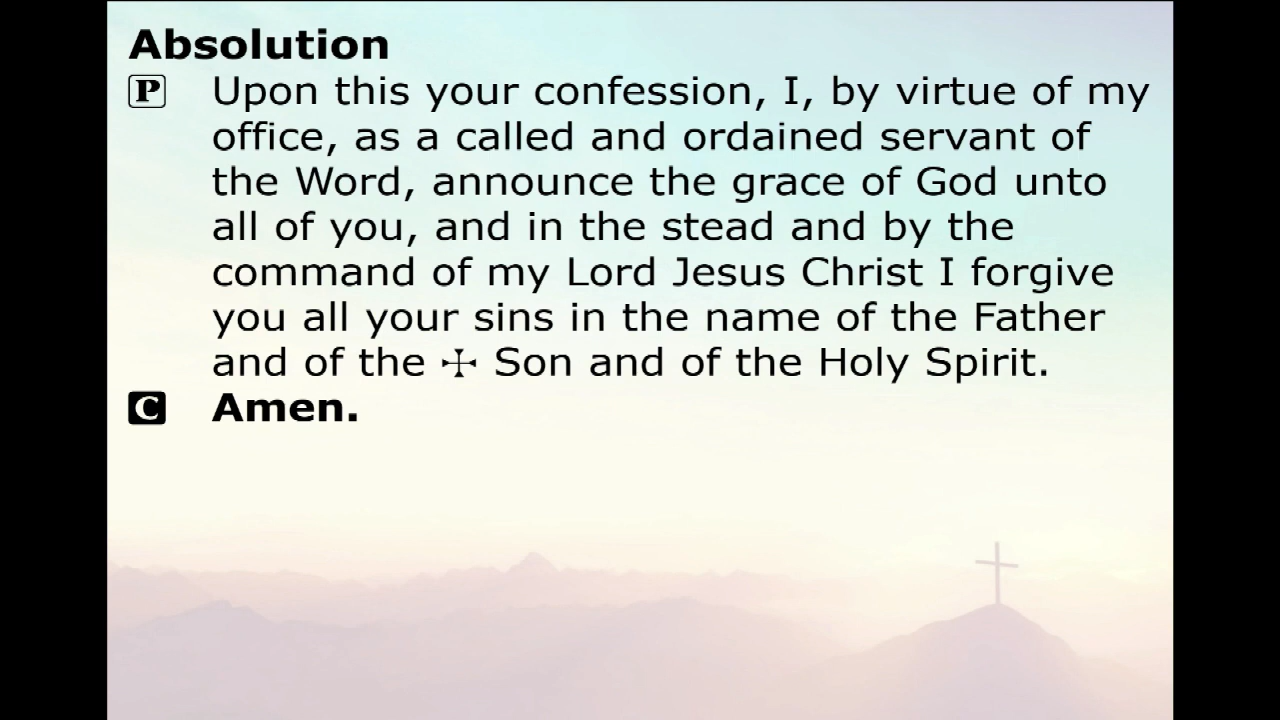 Absolution
P Upon this your confession, I, by virtue of my
office, as a called and ordained servant of
the Word, announce the grace of God unto
all of you, and in the stead and by the
command of my Lord Jesus Christ I forgive
you all your sins in the name of the Father
and of the ☩ Son and of the Holy Spirit.
C Amen.